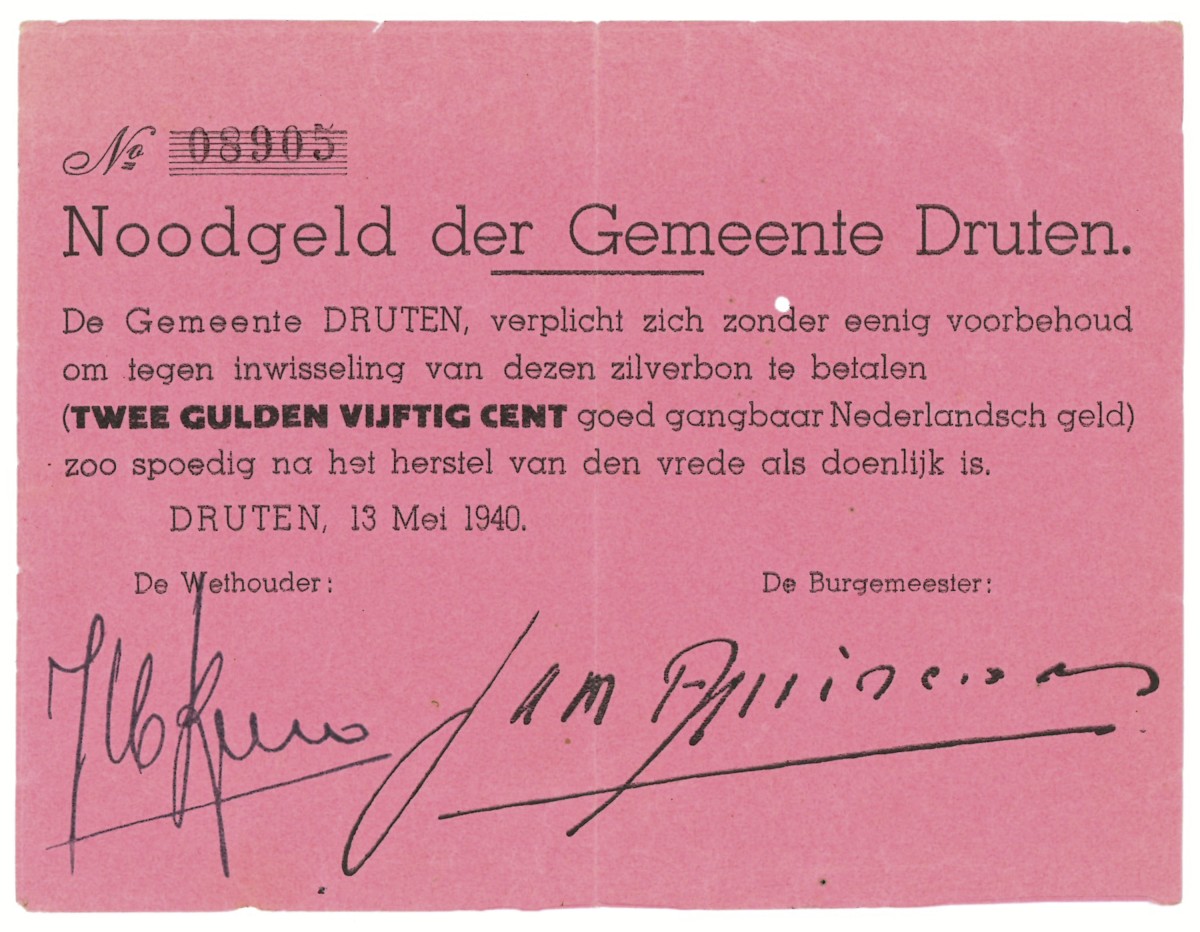 No 08905
Noodgeld der Gemeente Druten.
De Gemeente DRUTEN, verplicht zich zonder eenig voorbehoud
om tegen inwisseling van dezen zilverbon te betalen
(TWEE GULDEN VIJFTIG CENT goed gangbaar Nederlandsch geld)
zoo spoedig na het herstel van den vrede als doenlijk is.
DRUTEN, 13 Mei 1940.
De Wethouder:
De Burgemeester: